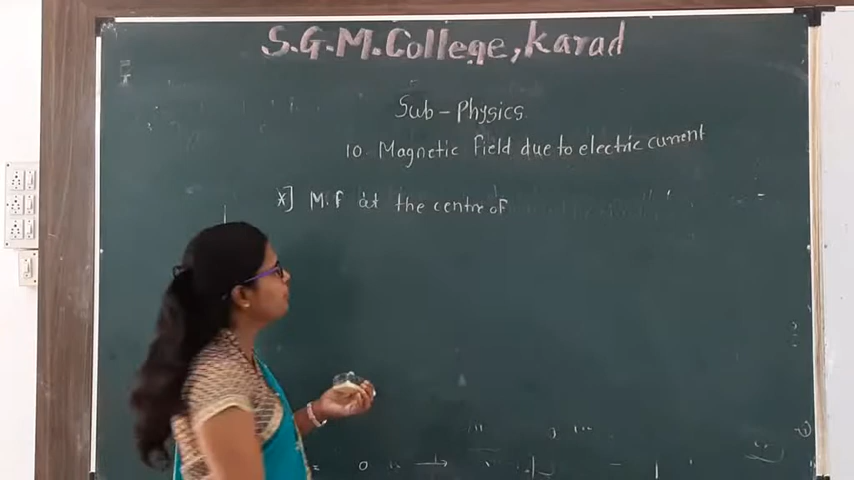 S.G.M.College, Karad
Sub-Physics
10. Magnetic Field due to electric current
*] M.F at the centre of